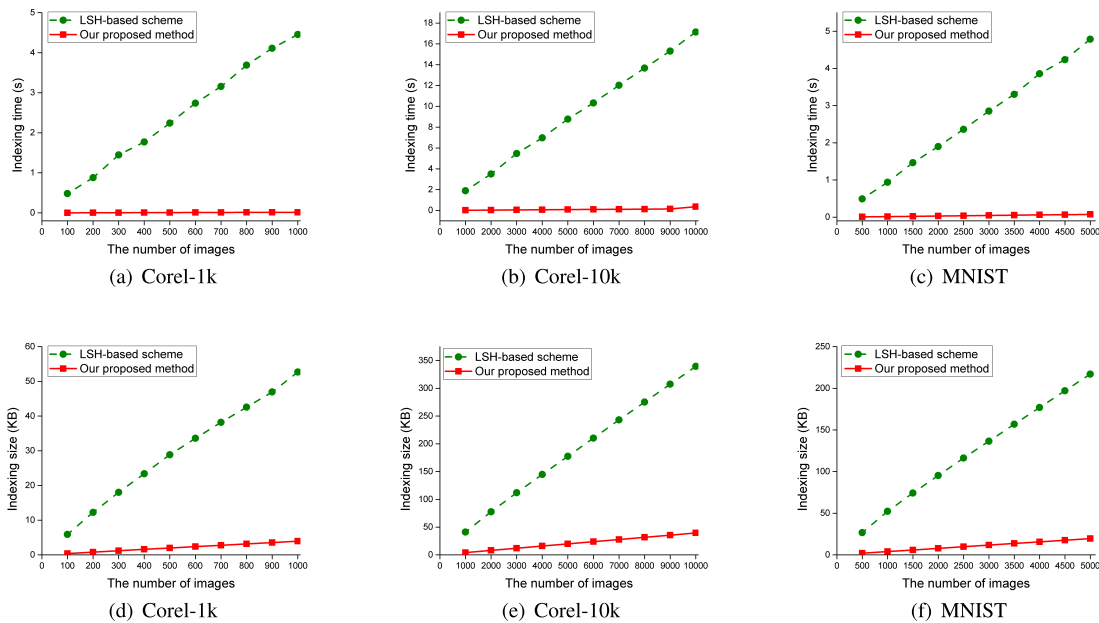 LSH-based scheme
Our proposed method
Indexing time (s)
5
4
3
2
1
0
0 100 200 300 400 500 600 700 800 900 1000
The number of images
(a) Corel-1k
LSH-based scheme
Our proposed method
Indexing time (s)
18
16
14
12
10
8
6
4
2
0
0 1000 2000 3000 4000 5000 6000 7000 8000 9000 10000
The number of images
(b) Corel-10k
LSH-based scheme
Our proposed method
Indexing time (s)
5
4
3
2
1
0
0 500 1000 1500 2000 2500 3000 3500 4000 4500 5000
The number of images
(c) MNIST
LSH-based scheme
Our proposed method
Indexing size (KB)
60
50
40
30
20
10
0
0 100 200 300 400 500 600 700 800 900 1000
The number of images
(d) Corel-1k
LSH-based scheme
Our proposed method
Indexing size (KB)
350
300
250
200
150
100
50
0
0 1000 2000 3000 4000 5000 6000 7000 8000 9000 10000
The number of images
(e) Corel-10k
LSH-based scheme
Our proposed method
Indexing size (KB)
250
200
150
100
50
0
0 500 1000 1500 2000 2500 3000 3500 4000 4500 5000
The number of images
(f) MNIST